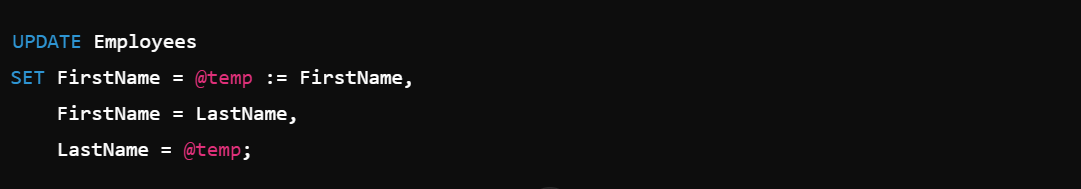 UPDATE Employees
SET FirstName = @temp := FirstName,
    FirstName = LastName,
    LastName = @temp;